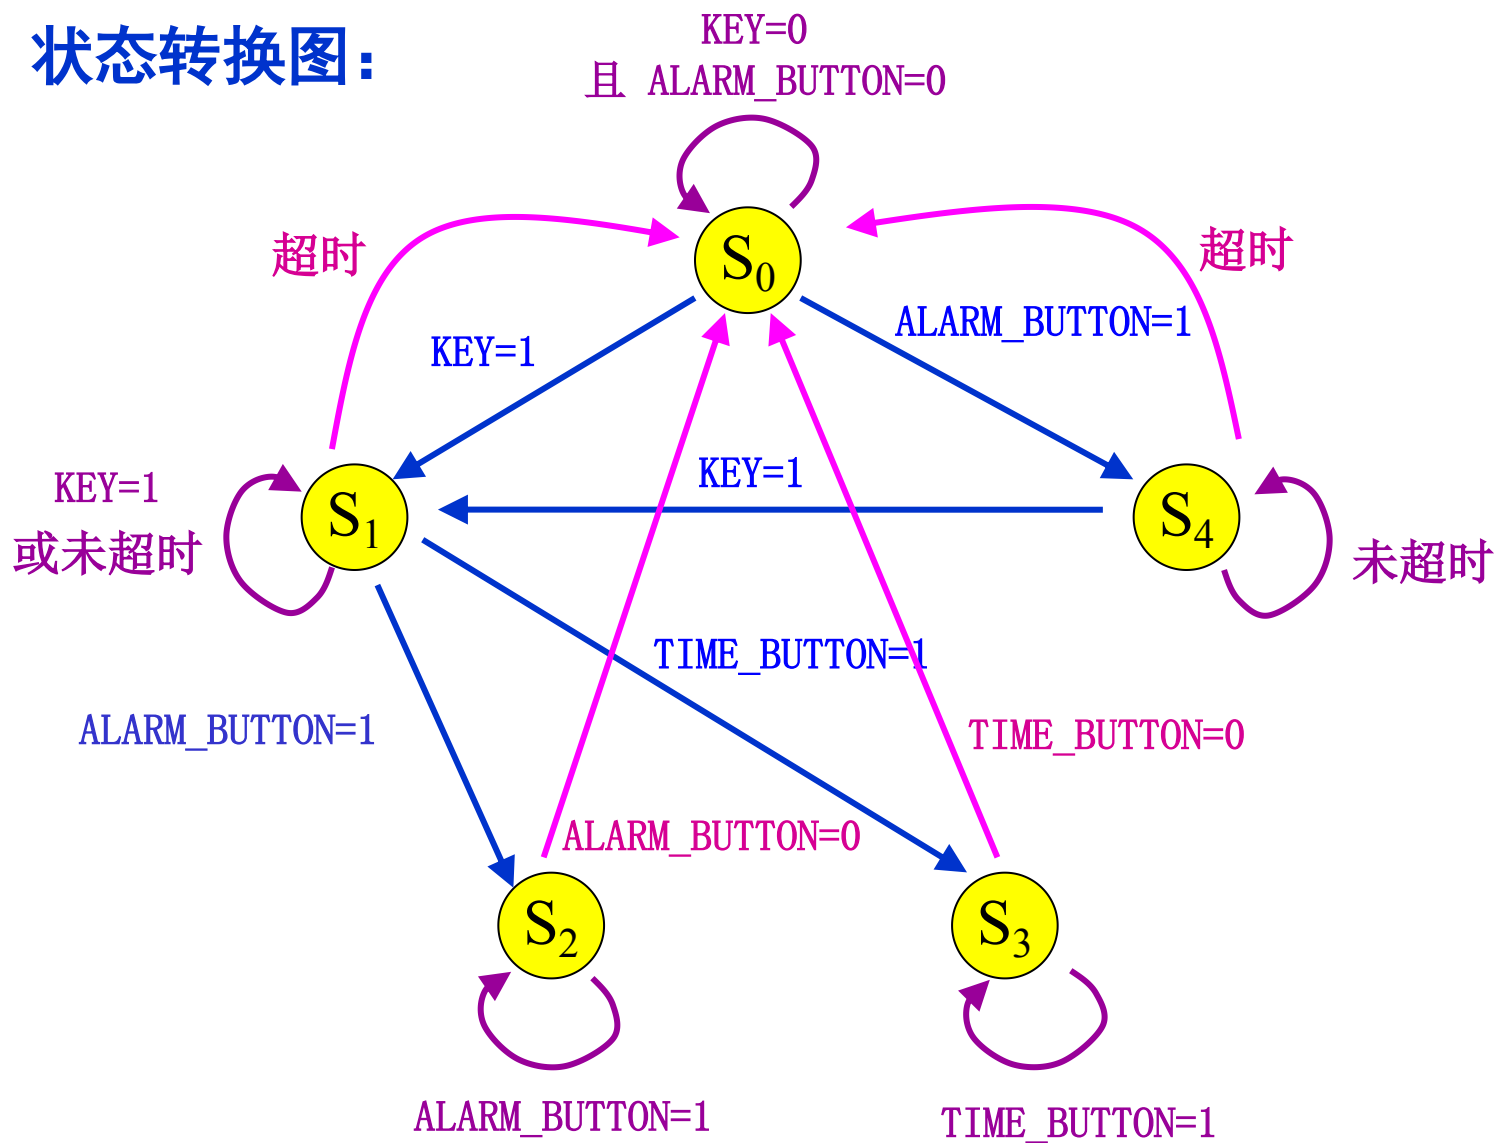 状态转换图：
KEY=0
且 ALARM_BUTTON=0
超时
S0
超时
ALARM_BUTTON=1
KEY=1
KEY=1
KEY=1
或未超时
S1
S4
未超时
TIME_BUTTON=1
ALARM_BUTTON=1
TIME_BUTTON=0
ALARM_BUTTON=0
S2
S3
ALARM_BUTTON=1
TIME_BUTTON=1